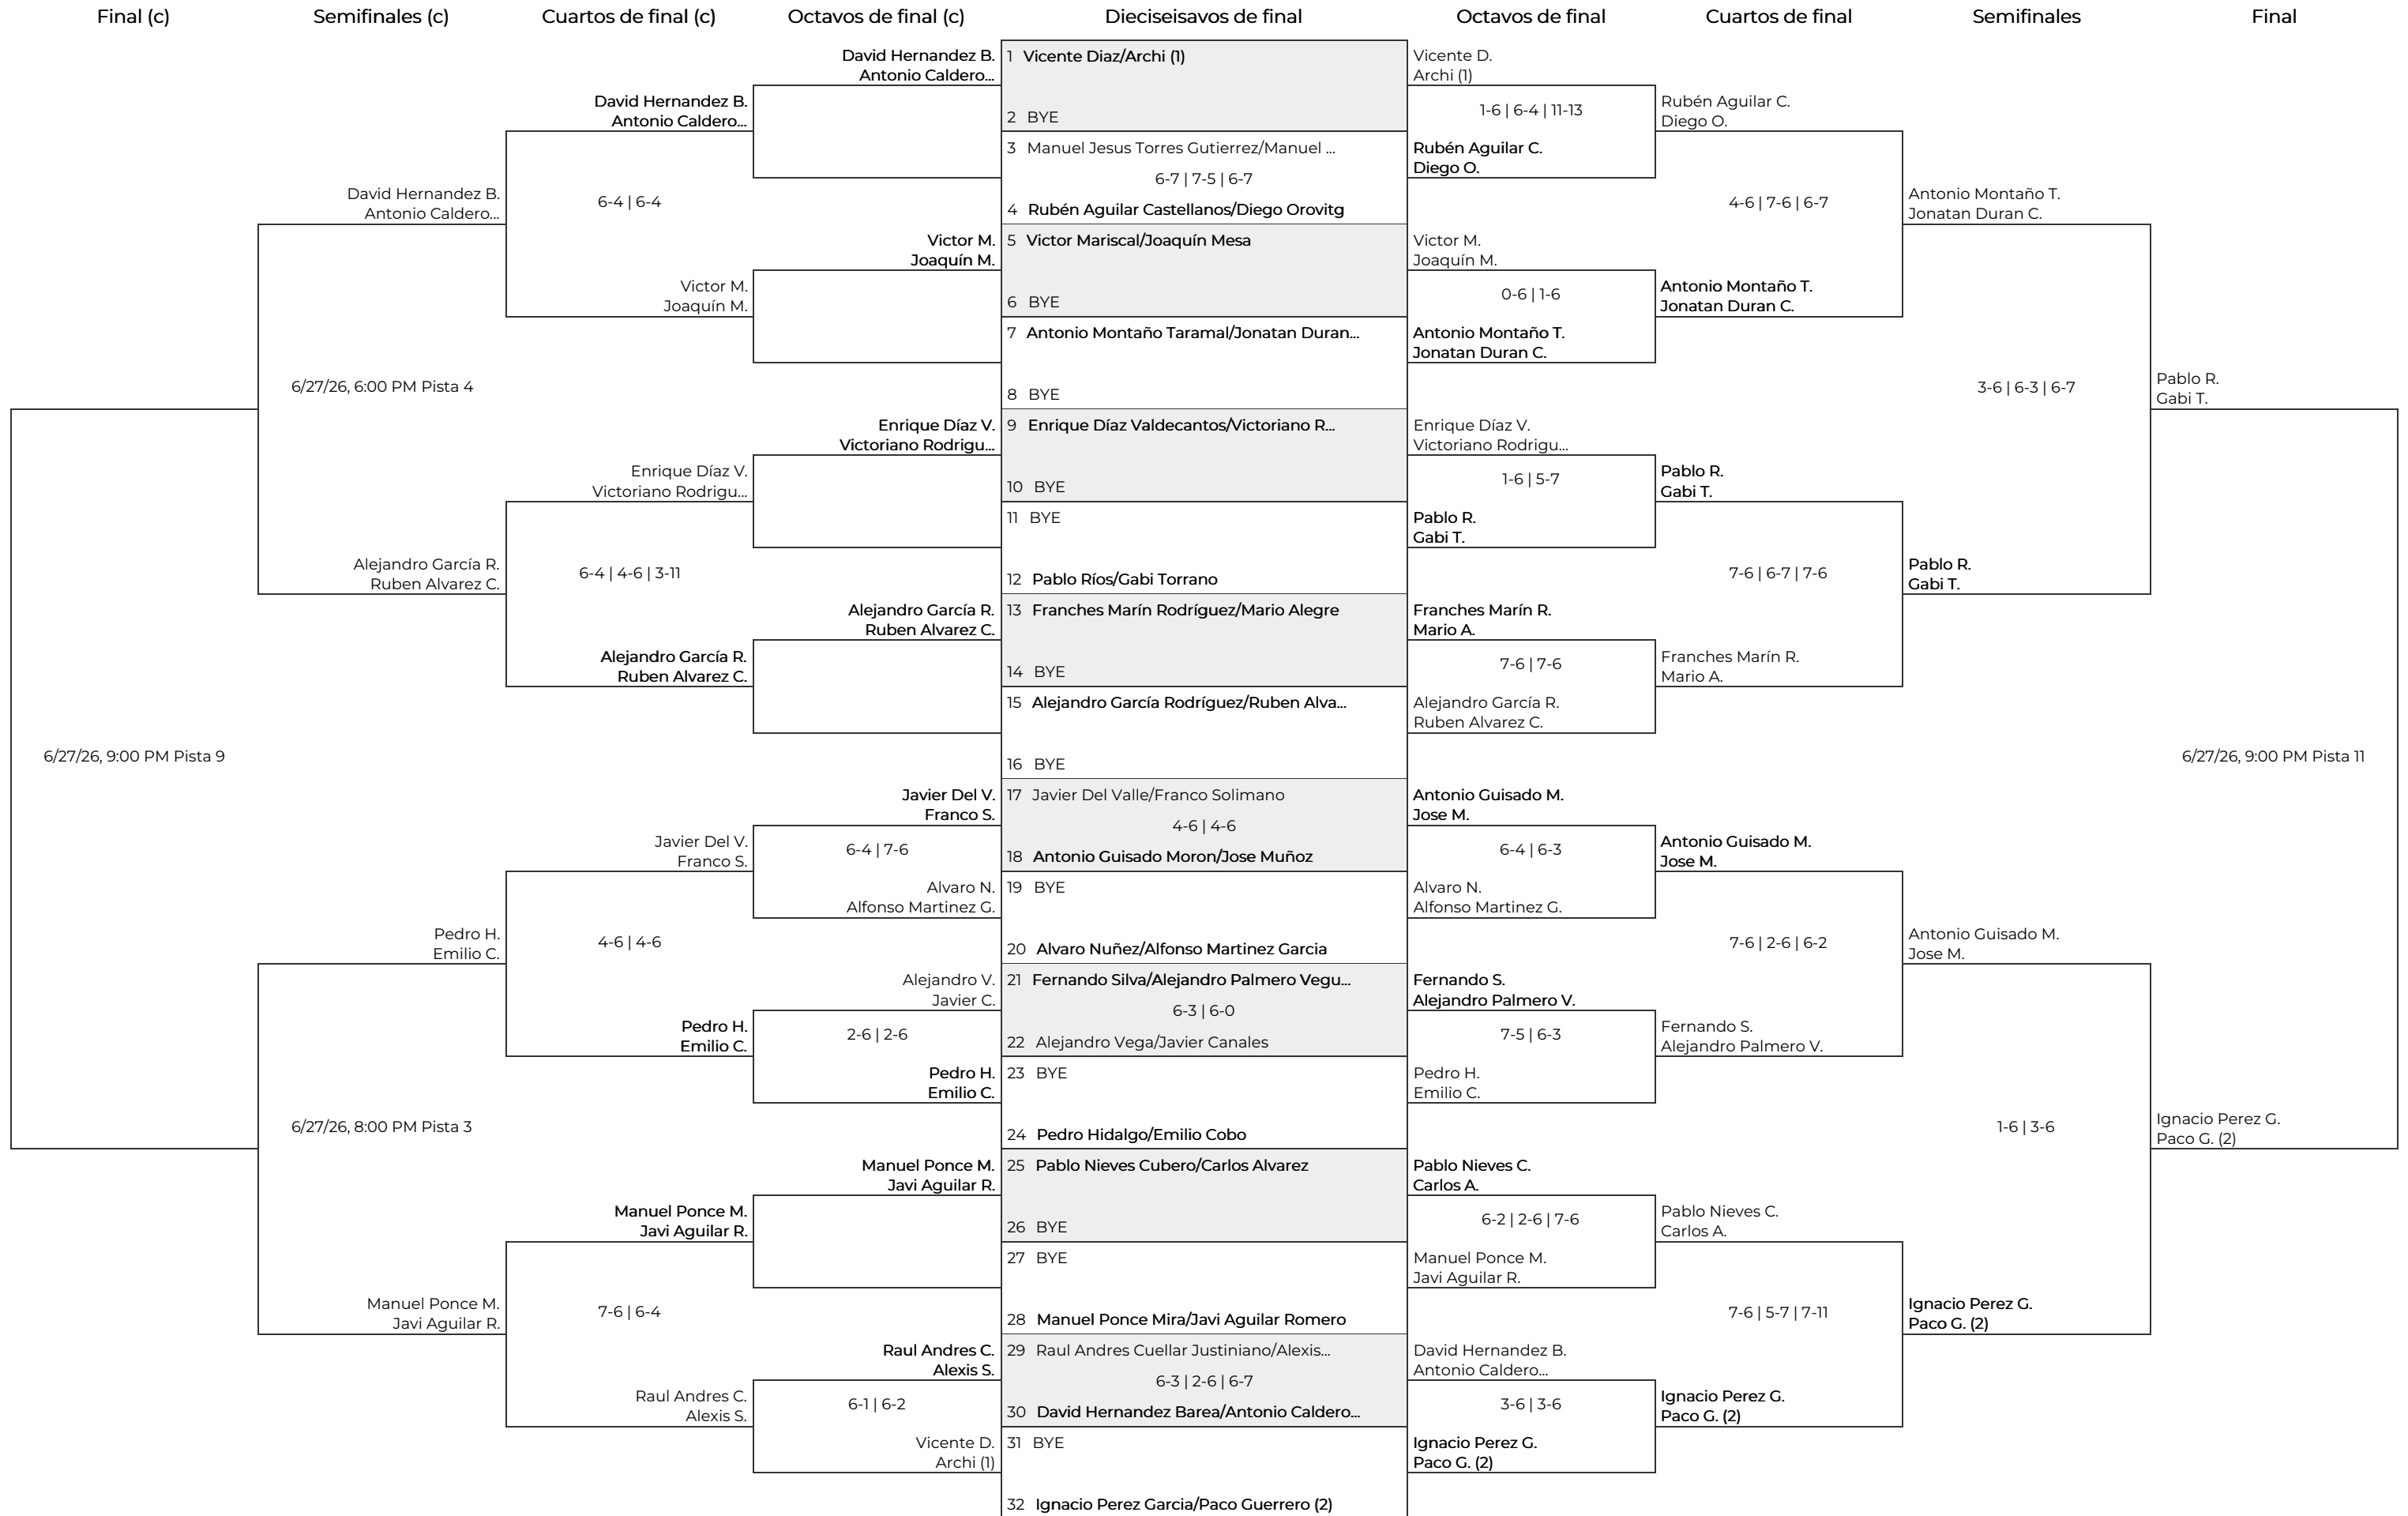 Final (c)
Semifinales (c)
Cuartos de final (c)
Octavos de final (c)
Dieciseisavos de final
Octavos de final
Cuartos de final
Semifinales
Final
6/27/26, 9:00 PM Pista 9
David Hernandez B.
Antonio Caldero...
6/27/26, 6:00 PM Pista 4
Alejandro García R.
Ruben Alvarez C.
Pedro H.
Emilio C.
6/27/26, 8:00 PM Pista 3
Manuel Ponce M.
Javi Aguilar R.
David Hernandez B.
Antonio Caldero...
6-4 | 6-4
Victor M.
Joaquín M.
Enrique Díaz V.
Victoriano Rodrigu...
6-4 | 4-6 | 3-11
Alejandro García R.
Ruben Alvarez C.
Javier Del V.
Franco S.
4-6 | 4-6
Pedro H.
Emilio C.
Manuel Ponce M.
Javi Aguilar R.
7-6 | 6-4
Raul Andres C.
Alexis S.
David Hernandez B.
Antonio Caldero...
Victor M.
Joaquín M.
Enrique Díaz V.
Victoriano Rodrigu...
Alejandro García R.
Ruben Alvarez C.
Javier Del V.
Franco S.
6-4 | 7-6
Alvaro N.
Alfonso Martinez G.
Alejandro V.
Javier C.
2-6 | 2-6
Pedro H.
Emilio C.
Manuel Ponce M.
Javi Aguilar R.
Raul Andres C.
Alexis S.
6-1 | 6-2
Vicente D.
Archi (1)
1 Vicente Diaz/Archi (1)
2 BYE
3 Manuel Jesus Torres Gutierrez/Manuel ...
6-7 | 7-5 | 6-7
4 Rubén Aguilar Castellanos/Diego Orovitg
5 Victor Mariscal/Joaquín Mesa
6 BYE
7 Antonio Montaño Taramal/Jonatan Duran...
8 BYE
9 Enrique Díaz Valdecantos/Victoriano R...
10 BYE
11 BYE
12 Pablo Ríos/Gabi Torrano
13 Franches Marín Rodríguez/Mario Alegre
14 BYE
15 Alejandro García Rodríguez/Ruben Alva...
16 BYE
17 Javier Del Valle/Franco Solimano
4-6 | 4-6
18 Antonio Guisado Moron/Jose Muñoz
19 BYE
20 Alvaro Nuñez/Alfonso Martinez Garcia
21 Fernando Silva/Alejandro Palmero Vegu...
6-3 | 6-0
22 Alejandro Vega/Javier Canales
23 BYE
24 Pedro Hidalgo/Emilio Cobo
25 Pablo Nieves Cubero/Carlos Alvarez
26 BYE
27 BYE
28 Manuel Ponce Mira/Javi Aguilar Romero
29 Raul Andres Cuellar Justiniano/Alexis...
6-3 | 2-6 | 6-7
30 David Hernandez Barea/Antonio Caldero...
31 BYE
32 Ignacio Perez Garcia/Paco Guerrero (2)
Vicente D.
Archi (1)
1-6 | 6-4 | 11-13
Rubén Aguilar C.
Diego O.
Victor M.
Joaquín M.
0-6 | 1-6
Antonio Montaño T.
Jonatan Duran C.
Enrique Díaz V.
Victoriano Rodrigu...
1-6 | 5-7
Pablo R.
Gabi T.
Franches Marín R.
Mario A.
7-6 | 7-6
Alejandro García R.
Ruben Alvarez C.
Antonio Guisado M.
Jose M.
6-4 | 6-3
Alvaro N.
Alfonso Martinez G.
Fernando S.
Alejandro Palmero V.
7-5 | 6-3
Pedro H.
Emilio C.
Pablo Nieves C.
Carlos A.
6-2 | 2-6 | 7-6
Manuel Ponce M.
Javi Aguilar R.
David Hernandez B.
Antonio Caldero...
3-6 | 3-6
Ignacio Perez G.
Paco G. (2)
Rubén Aguilar C.
Diego O.
4-6 | 7-6 | 6-7
Antonio Montaño T.
Jonatan Duran C.
Pablo R.
Gabi T.
7-6 | 6-7 | 7-6
Franches Marín R.
Mario A.
Antonio Guisado M.
Jose M.
7-6 | 2-6 | 6-2
Fernando S.
Alejandro Palmero V.
Pablo Nieves C.
Carlos A.
7-6 | 5-7 | 7-11
Ignacio Perez G.
Paco G. (2)
Antonio Montaño T.
Jonatan Duran C.
3-6 | 6-3 | 6-7
Pablo R.
Gabi T.
Antonio Guisado M.
Jose M.
1-6 | 3-6
Ignacio Perez G.
Paco G. (2)
Pablo R.
Gabi T.
6/27/26, 9:00 PM Pista 11
Ignacio Perez G.
Paco G. (2)